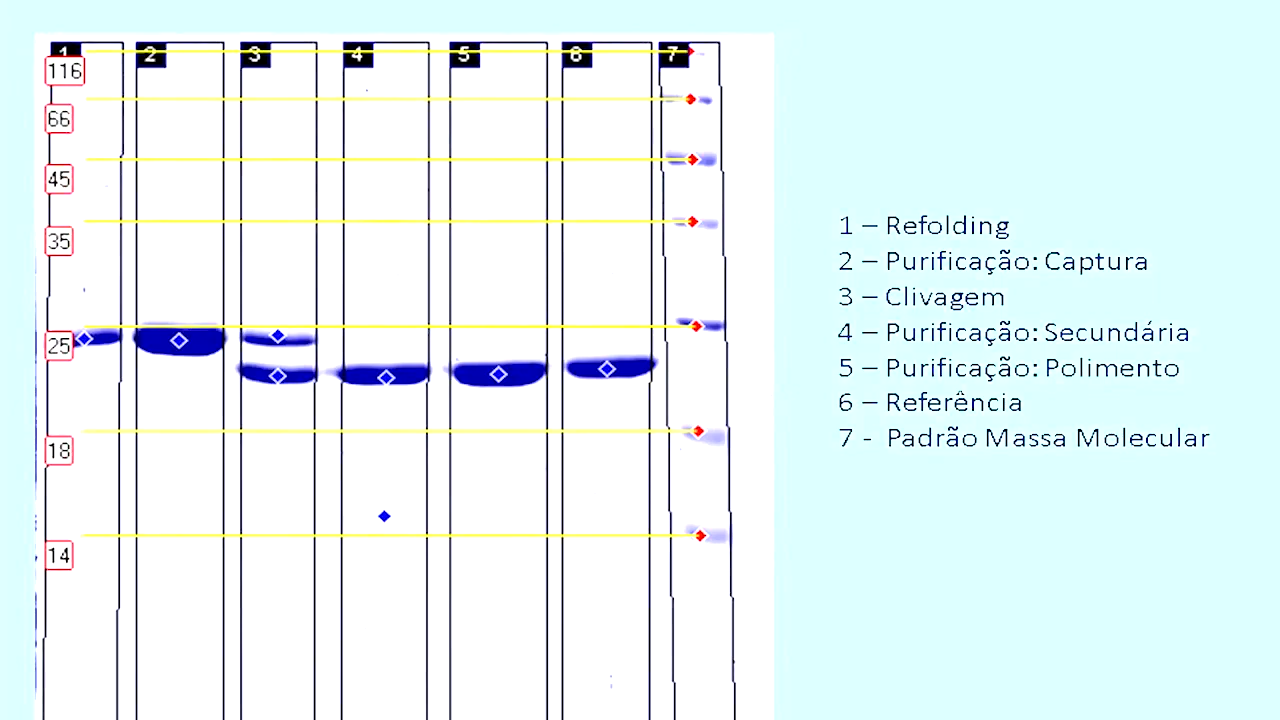 1 2 3 4 5 6 7
116
66
45
35
25
18
14
1 – Refolding
2 – Purificação: Captura
3 – Clivagem
4 – Purificação: Secundária
5 – Purificação: Polimento
6 – Referência
7 - Padrão Massa Molecular